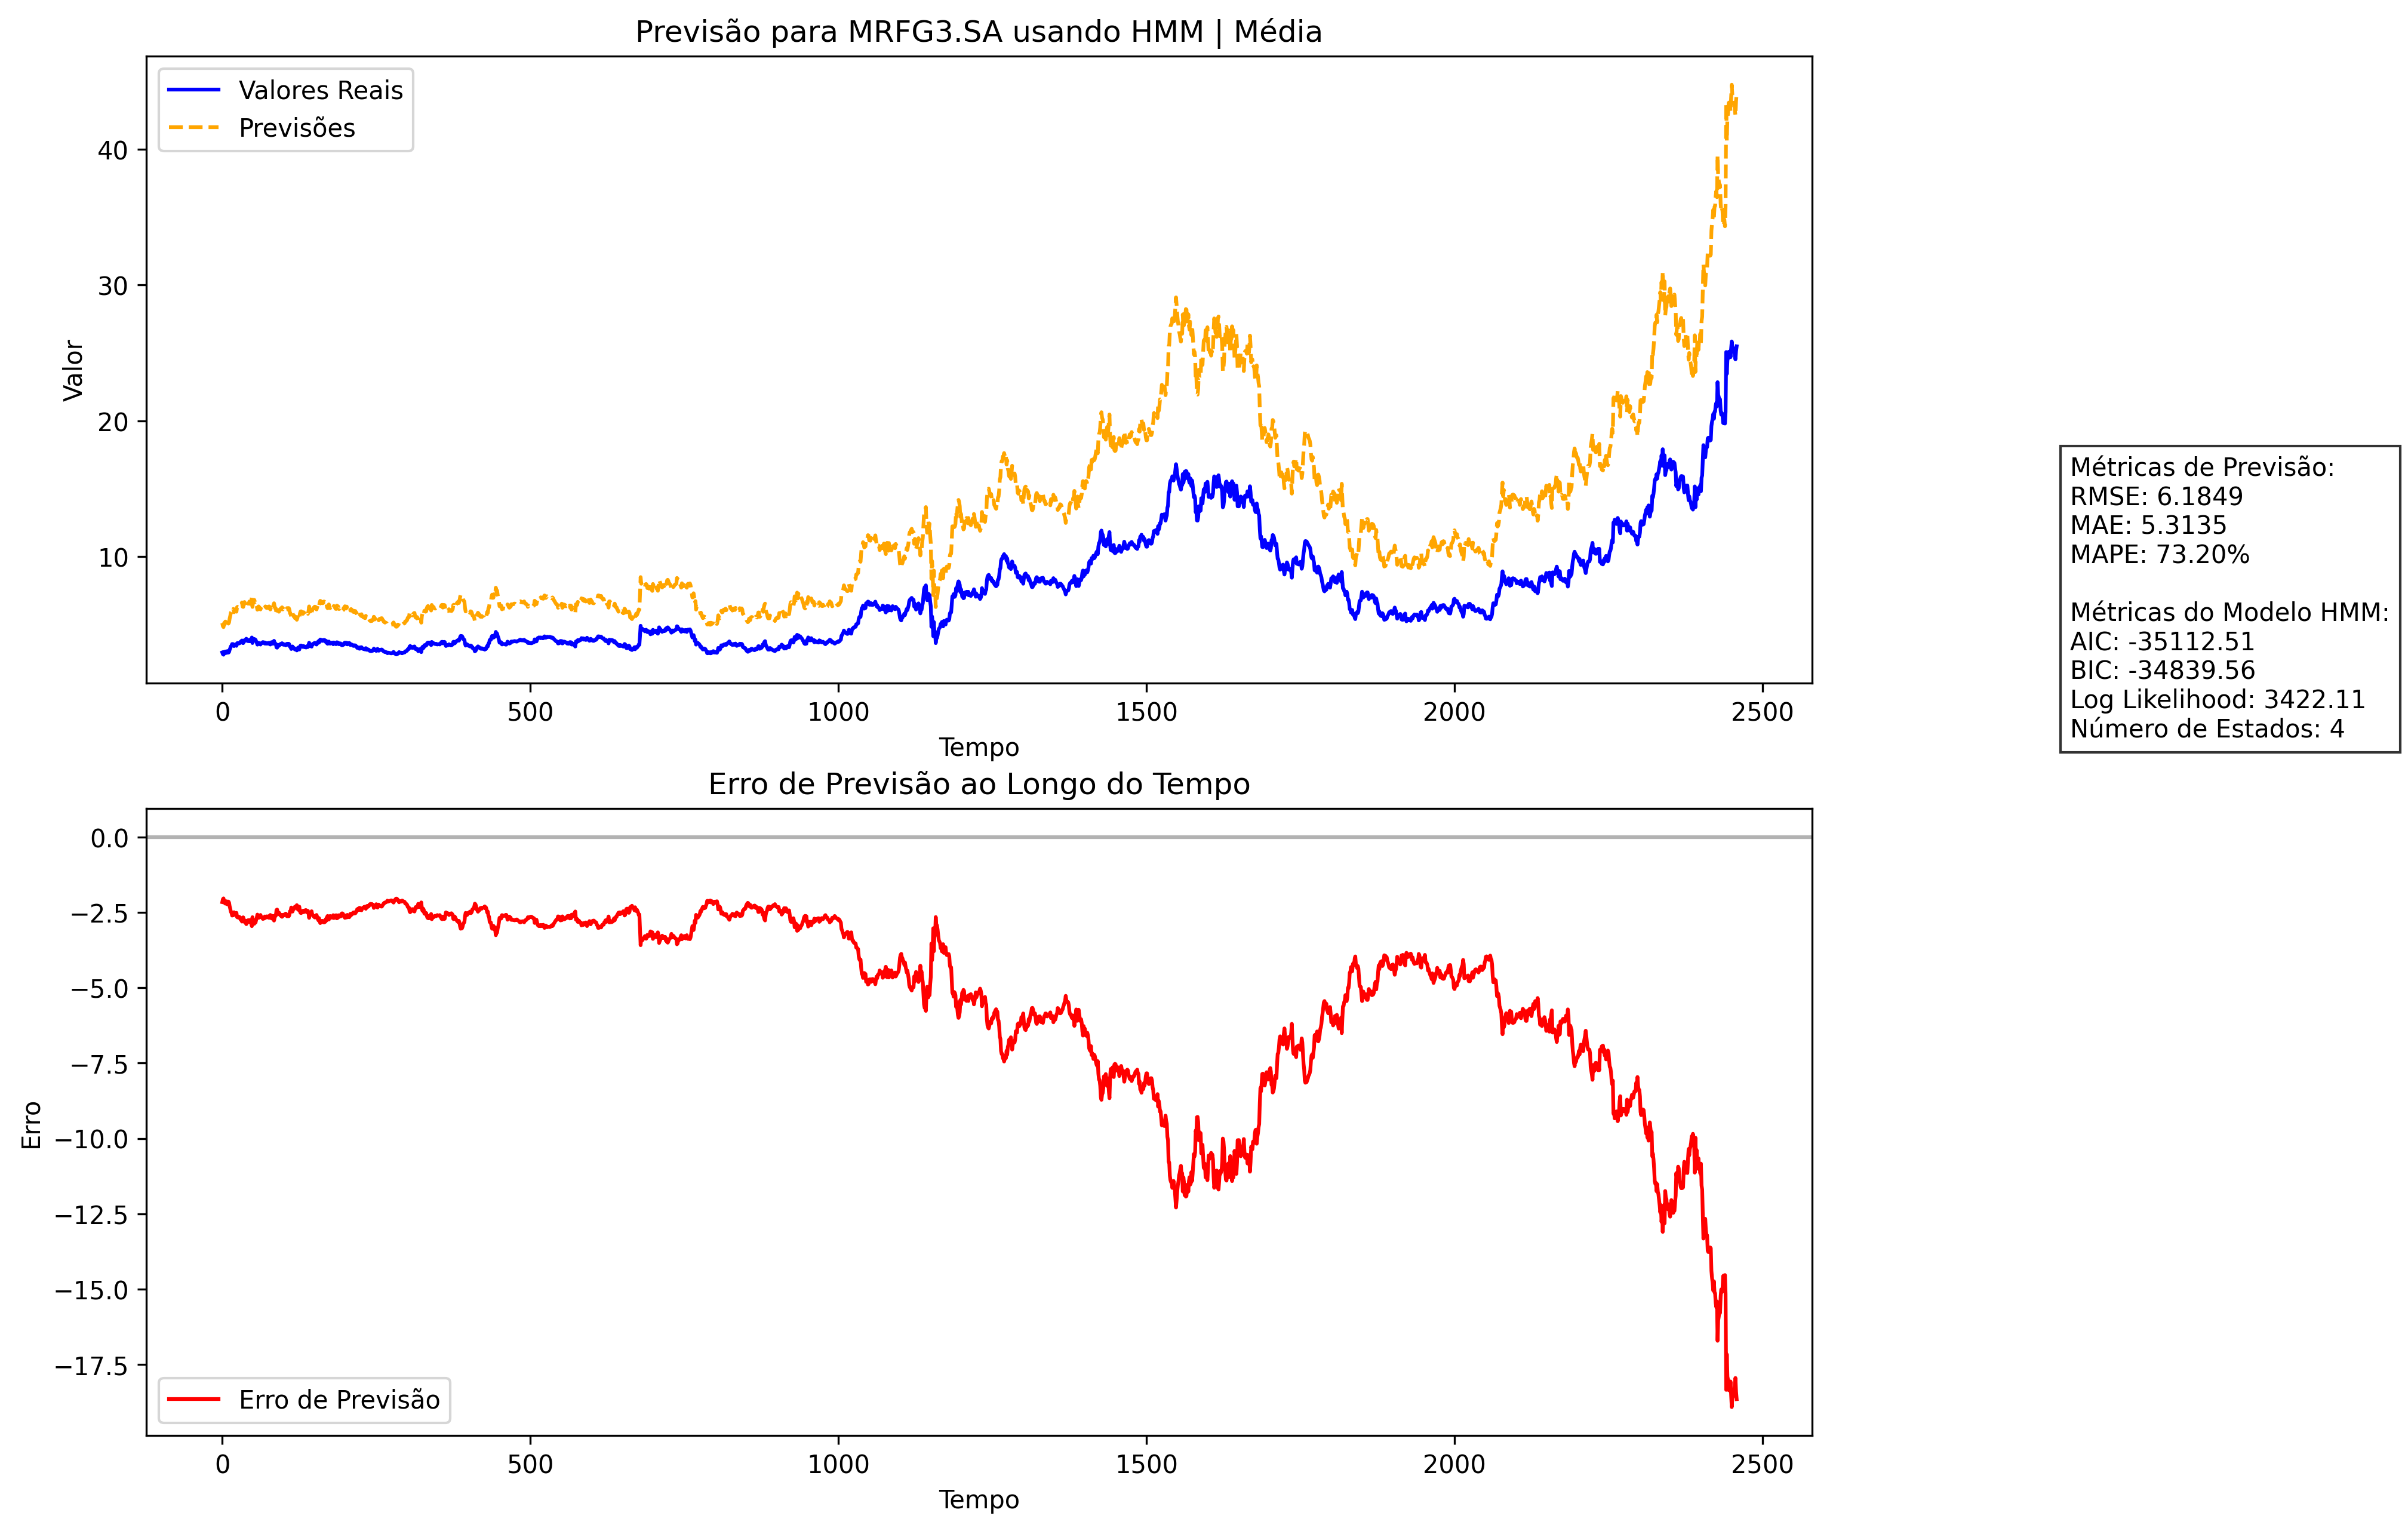 Previsão para MRFG3.SA usando HMM | Média
Valores Reais
Previsões
Valor
40
30
20
10
0 500 1000 1500 2000 2500
Tempo
Métricas de Previsão:
RMSE: 6.1849
MAE: 5.3135
MAPE: 73.20%
Métricas do Modelo HMM:
AIC: -35112.51
BIC: -34839.56
Log Likelihood: 3422.11
Número de Estados: 4
Erro de Previsão ao Longo do Tempo
Erro
0.0
−2.5
−5.0
−7.5
−10.0
−12.5
−15.0
−17.5
Erro de Previsão
0 500 1000 1500 2000 2500
Tempo